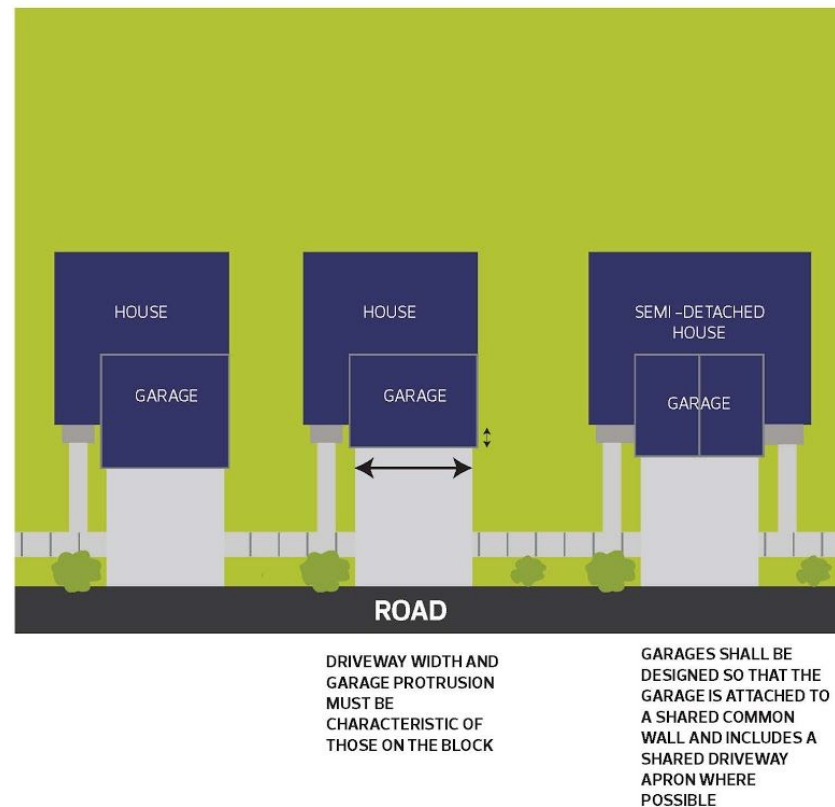 HOUSE
HOUSE
SEMI -DETACHED
HOUSE
GARAGE
GARAGE
GARAGE
ROAD
DRIVEWAY WIDTH AND
GARAGE PROTRUSION
MUST BE
CHARACTERISTIC OF
THOSE ON THE BLOCK
GARAGES SHALL BE
DESIGNED SO THAT THE
GARAGE IS ATTACHED TO
A SHARED COMMON
WALL AND INCLUDES A
SHARED DRIVEWAY
APRON WHERE
POSSIBLE